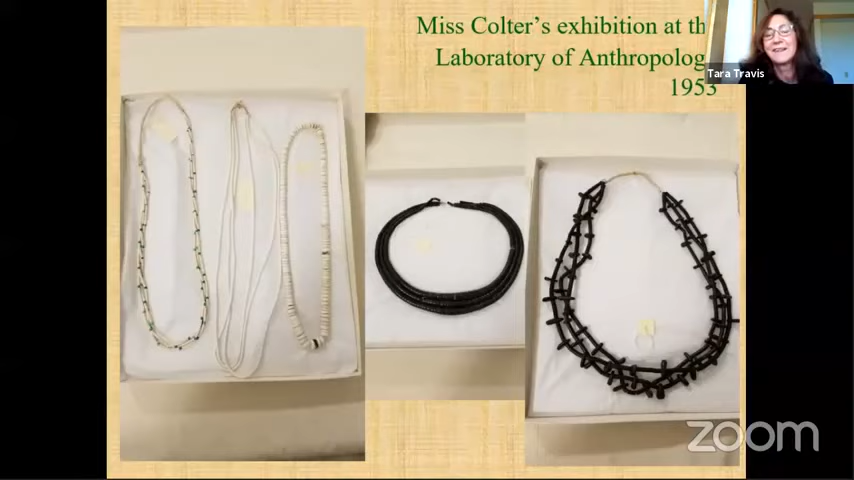 Miss Colter's exhibition at th
Laboratory of Anthropolog
1953
Tara Travis
zoom